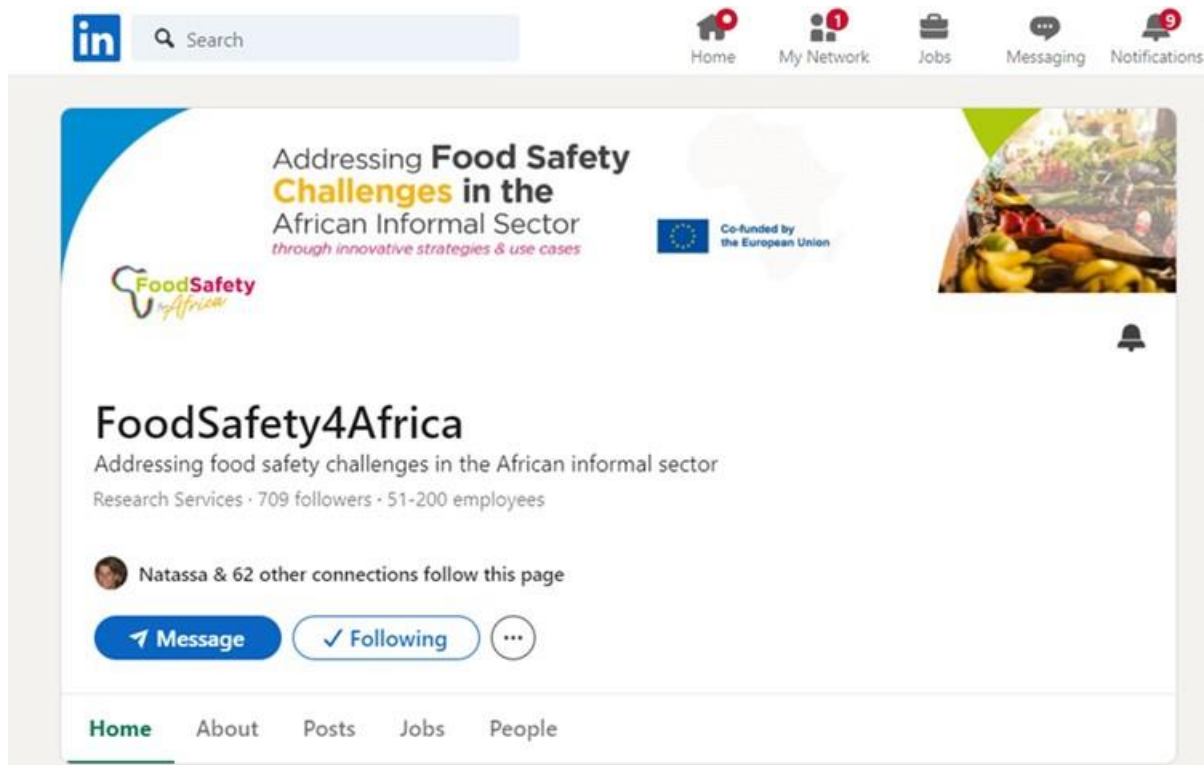 in
Search
Home
My Network
1
Jobs
Messaging
Notifications
9
Addressing Food Safety
Challenges in the
African Informal Sector
through innovative strategies & use cases
Co-funded by
the European Union
FoodSafety
for Africa
FoodSafety4Africa
Addressing food safety challenges in the African informal sector
Research Services · 709 followers · 51-200 employees
Natassa & 62 other connections follow this page
Message
Following
Home
About
Posts
Jobs
People